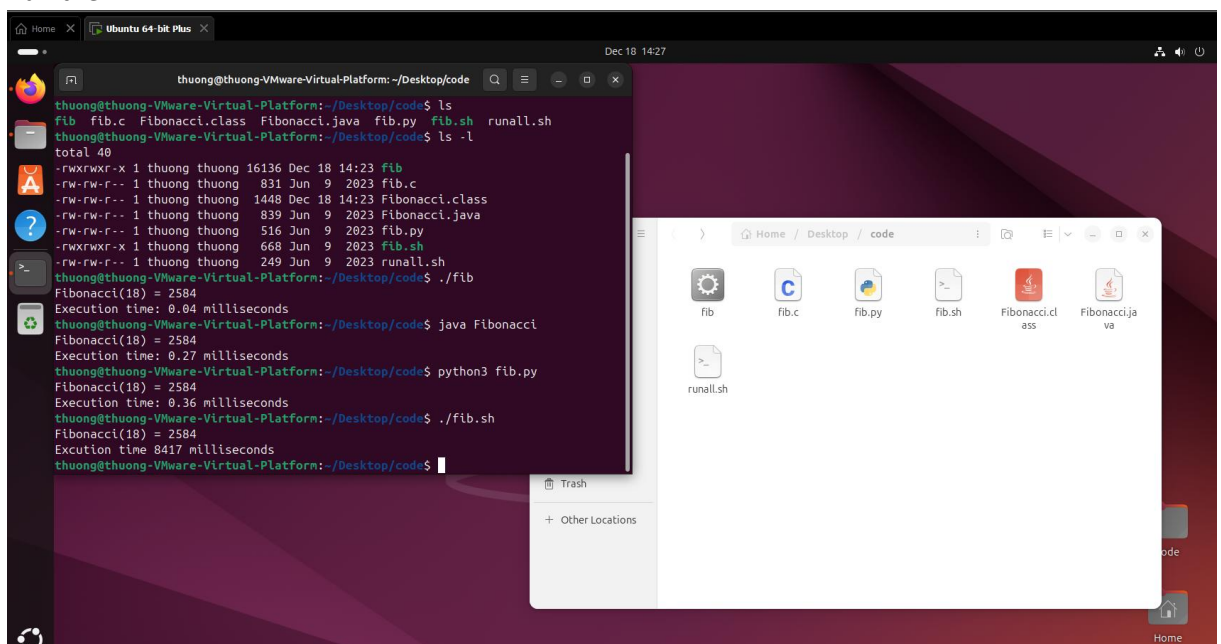 Home
Ubuntu 64-bit Plus
Dec 18 14:27
thuong@thuong-VMware-Virtual-Platform: ~/Desktop/code
thuong@thuong-VMware-Virtual-Platform:~/Desktop/code$ ls
fib fib.c Fibonacci.class Fibonacci.java fib.py fib.sh runall.sh
thuong@thuong-VMware-Virtual-Platform:~/Desktop/code$ ls -l
total 40
-rwxrwxr-x 1 thuong thuong 16136 Dec 18 14:23 fib
-rw-rw-r-- 1 thuong thuong 831 Jun 9 2023 fib.c
-rw-rw-r-- 1 thuong thuong 1448 Dec 18 14:23 Fibonacci.class
-rw-rw-r-- 1 thuong thuong 839 Jun 9 2023 Fibonacci.java
-rw-rw-r-- 1 thuong thuong 516 Jun 9 2023 fib.py
-rwxrwxr-x 1 thuong thuong 668 Jun 9 2023 fib.sh
-rw-rw-r-- 1 thuong thuong 249 Jun 9 2023 runall.sh
thuong@thuong-VMware-Virtual-Platform:~/Desktop/code$ ./fib
Fibonacci(18) = 2584
Execution time: 0.04 milliseconds
thuong@thuong-VMware-Virtual-Platform:~/Desktop/code$ java Fibonacci
Fibonacci(18) = 2584
Execution time: 0.27 milliseconds
thuong@thuong-VMware-Virtual-Platform:~/Desktop/code$ python3 fib.py
Fibonacci(18) = 2584
Execution time: 0.36 milliseconds
thuong@thuong-VMware-Virtual-Platform:~/Desktop/code$ ./fib.sh
Fibonacci(18) = 2584
Excution time 8417 milliseconds
thuong@thuong-VMware-Virtual-Platform:~/Desktop/code$
Home / Desktop / code
fib fib.c fib.py fib.sh Fibonacci.cl Fibonacci.ja
ass va
runall.sh
Trash
+ Other Locations
ode
Home